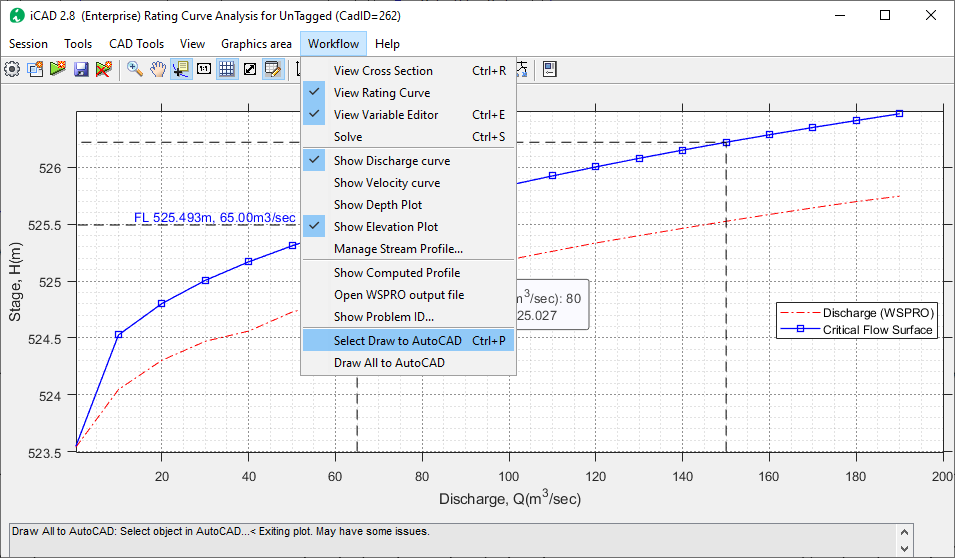 iCAD 2.8 (Enterprise) Rating Curve Analysis for UnTagged (CadID=262)
Session Tools CAD Tools View Graphics area Workflow Help
View Cross Section Ctrl+R
View Rating Curve
View Variable Editor Ctrl+E
Solve Ctrl+S
Show Discharge curve
Show Velocity curve
Show Depth Plot
Show Elevation Plot
Manage Stream Profile...
Show Computed Profile
Open WSPRO output file
Show Problem ID...
Select Draw to AutoCAD Ctrl+P
Draw All to AutoCAD
1:1
526
525.5
525
524.5
524
523.5
Stage, H(m)
FL 525.493m, 65.00m3/sec
m³/sec): 80
25.027
Discharge (WSPRO)
Critical Flow Surface
20 40 60 80 100 120 140 160 180 200
Discharge, Q(m³/sec)
Draw All to AutoCAD: Select object in AutoCAD...< Exiting plot. May have some issues.